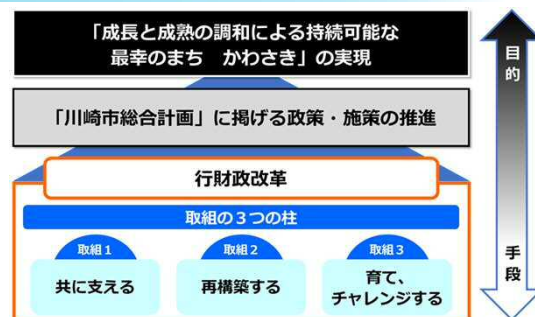 「成長と成熟の調和による持続可能な
最幸のまち　かわさき」の実現
「川崎市総合計画」に掲げる政策・施策の推進
行財政改革
取組の３つの柱
取組１
共に支える
取組２
再構築する
取組３
育て、
チャレンジする
目的
手段